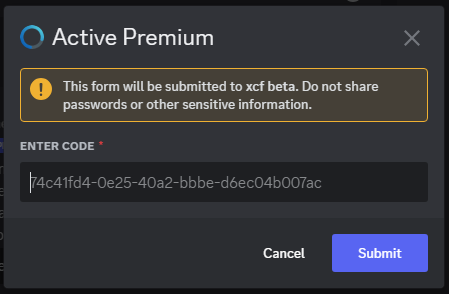 Active Premium
This form will be submitted to xcf beta. Do not share
passwords or other sensitive information.
ENTER CODE *
74c41fd4-0e25-40a2-bbbe-d6ec04b007ac
Cancel
Submit